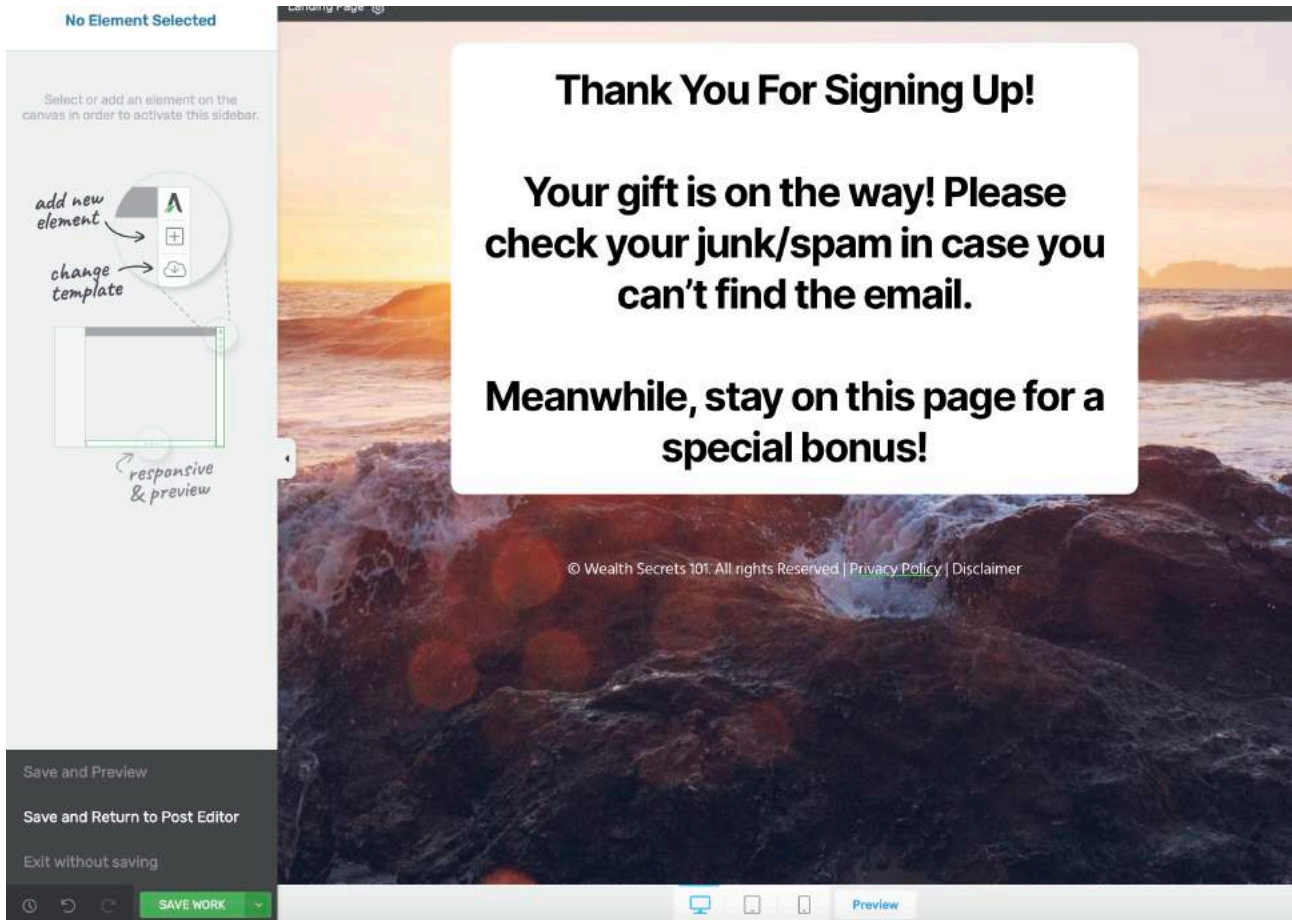 No Element Selected
Landing Page
Select or add an element on the
canvas in order to activate this sidebar.
add new
element
change
template
responsive
& preview
Thank You For Signing Up!
Your gift is on the way! Please
check your junk/spam in case you
can’t find the email.
Meanwhile, stay on this page for a
special bonus!
© Wealth Secrets 101. All rights Reserved | Privacy Policy | Disclaimer
Save and Preview
Save and Return to Post Editor
Exit without saving
SAVE WORK
Preview